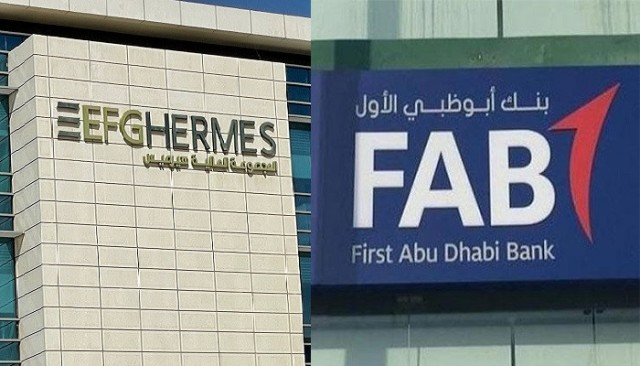 EFGHERMES
المجموعة المالية هيرميس
بنك أبوظبي الأول
FAB
First Abu Dhabi Bank